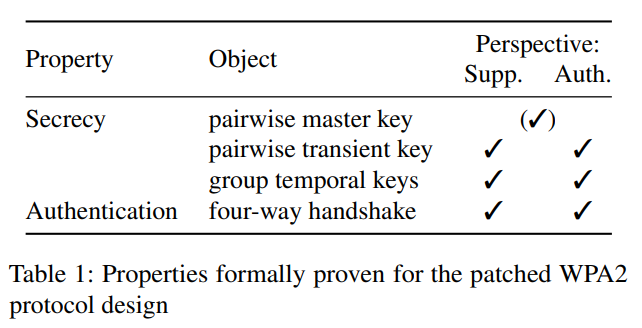 Perspective:
Property Object Supp. Auth.
Secrecy pairwise master key (✓)
pairwise transient key ✓ ✓
group temporal keys ✓ ✓
Authentication four-way handshake ✓ ✓
Table 1: Properties formally proven for the patched WPA2
protocol design